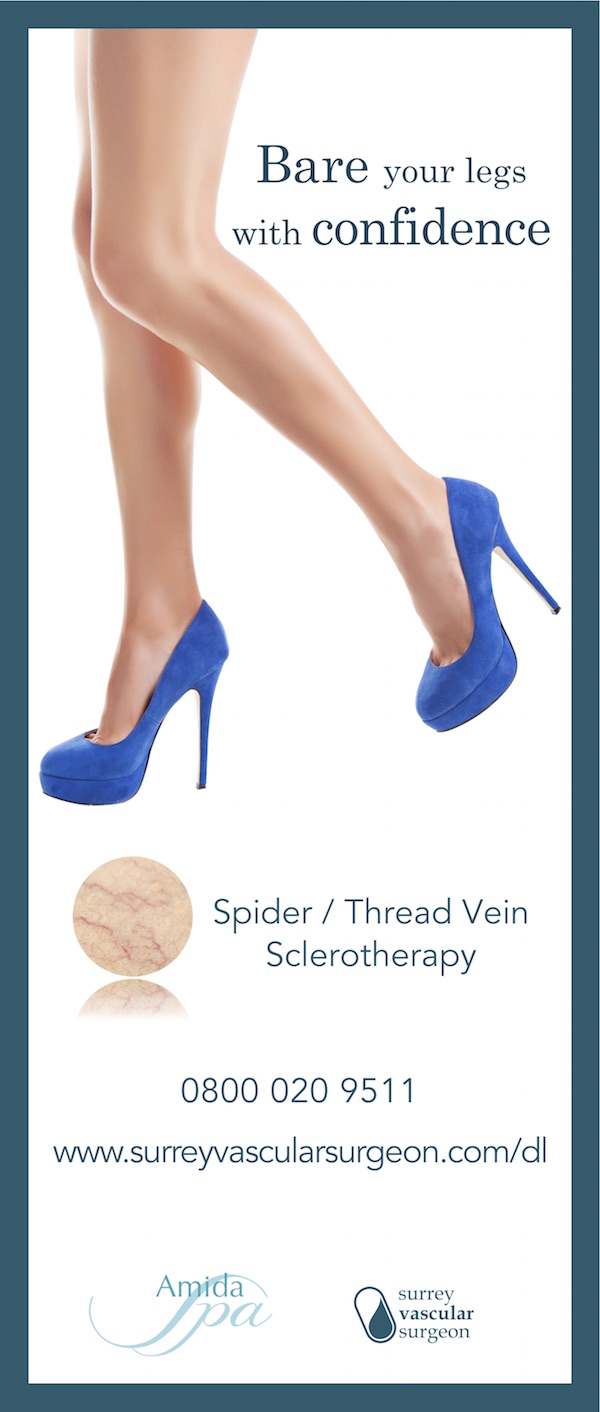 Bare your legs
with confidence
Spider / Thread Vein
Sclerotherapy
0800 020 9511
www.surreyvascularsurgeon.com/dl
Amida
Spa
surrey
vascular
surgeon